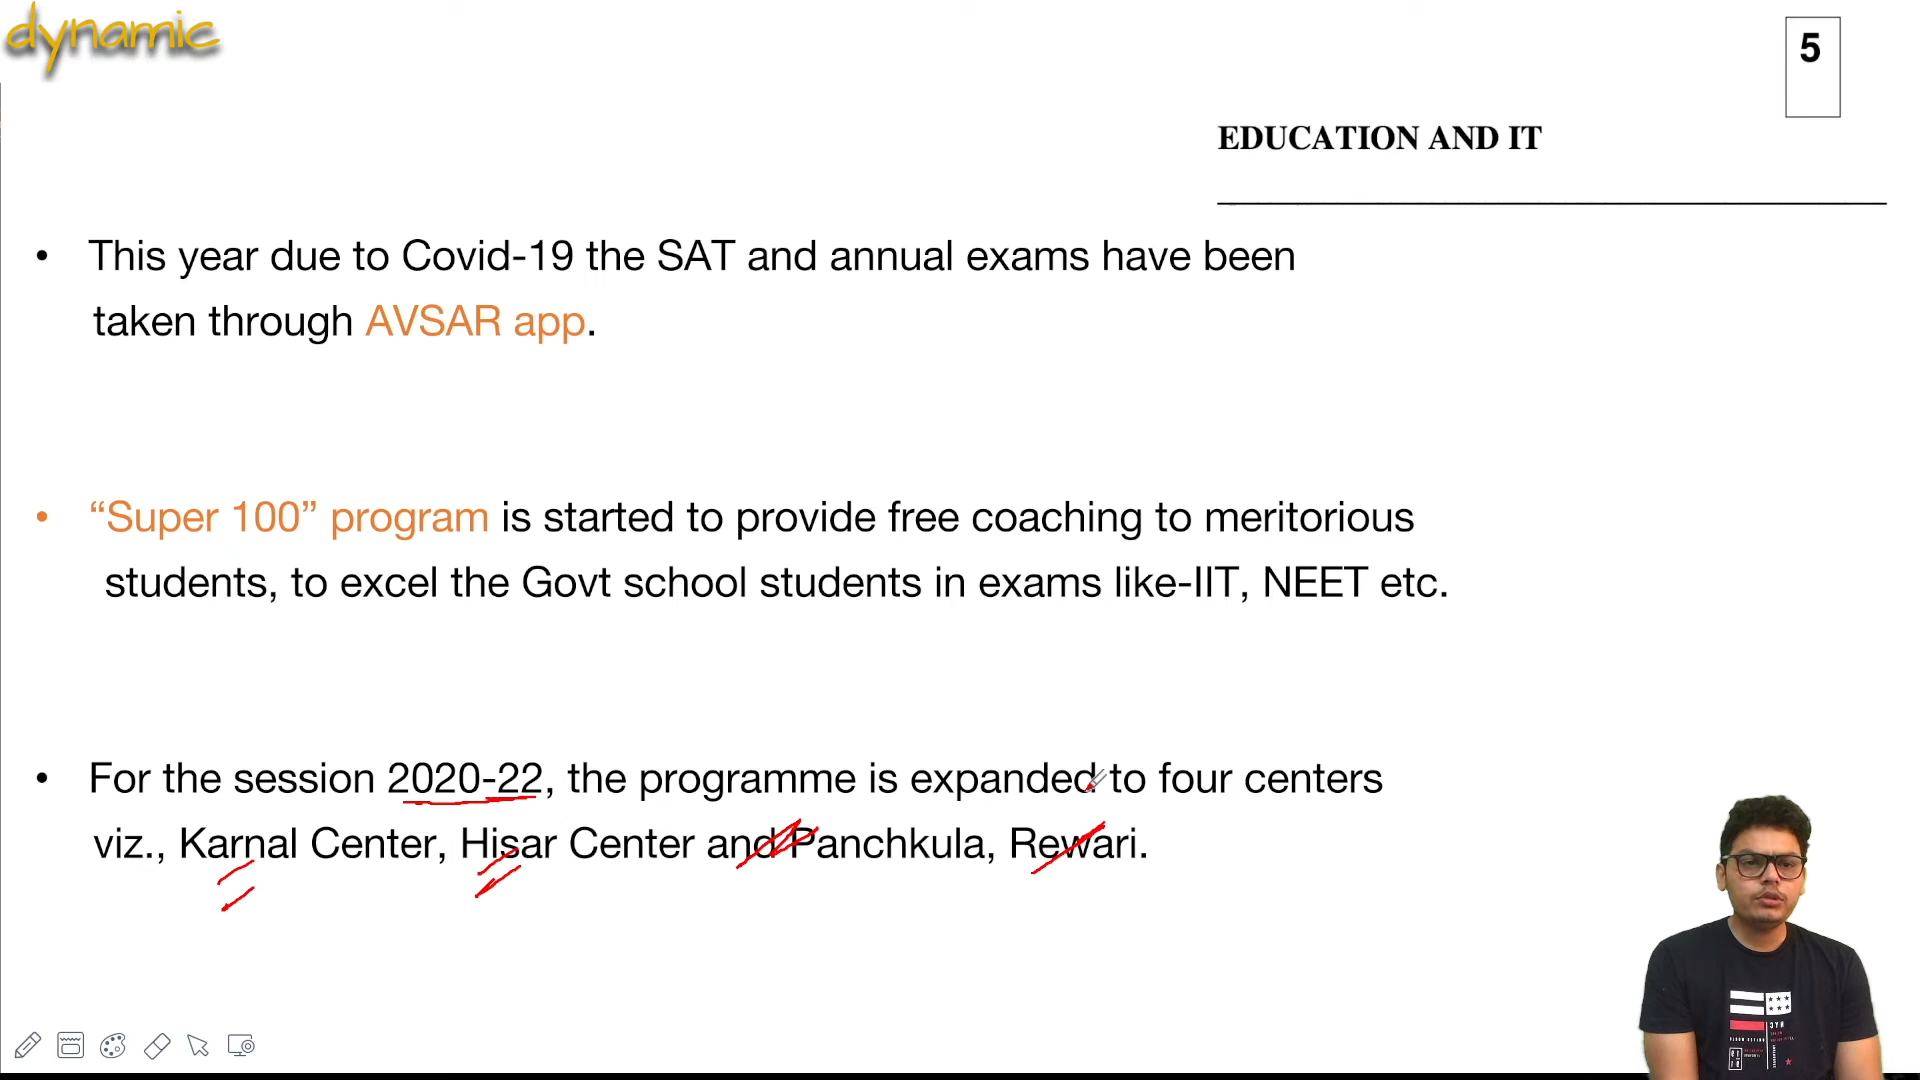 dynamic
5
EDUCATION AND IT
• This year due to Covid-19 the SAT and annual exams have been
taken through AVSAR app.
• “Super 100” program is started to provide free coaching to meritorious
students, to excel the Govt school students in exams like-IIT, NEET etc.
• For the session 2020-22, the programme is expanded to four centers
viz., Karnal Center, Hisar Center and Panchkula, Rewari.